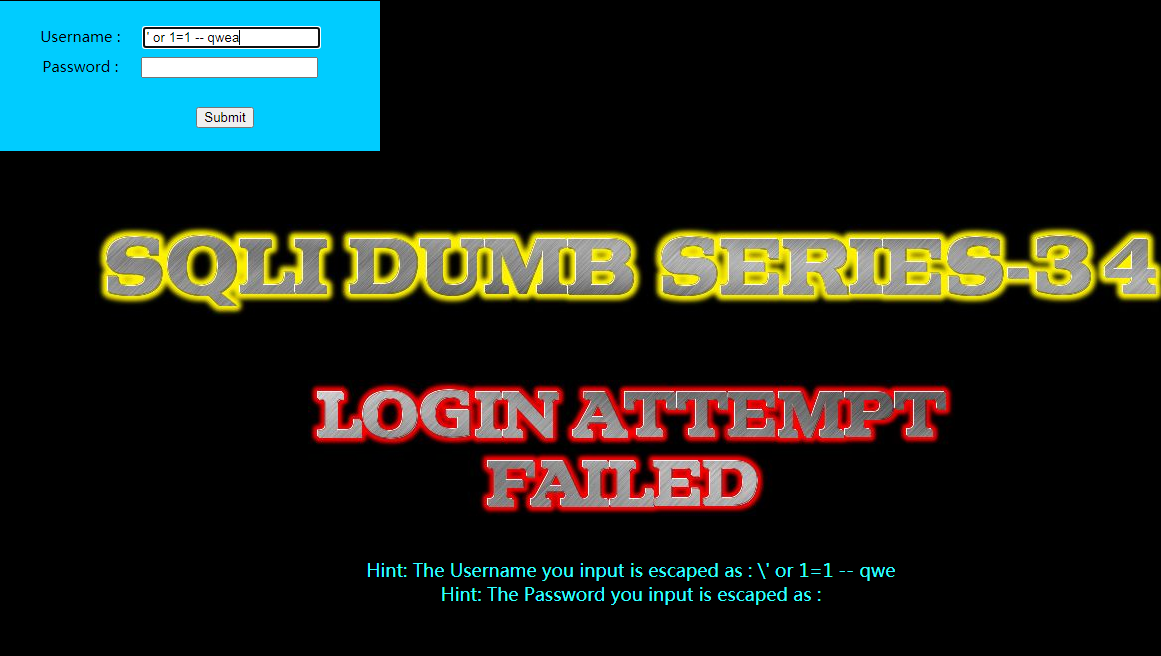 Username : ' or 1=1 -- qwea
Password :
Submit
SQLI DUMB SERIES-34
LOGIN ATTEMPT
FAILED
Hint: The Username you input is escaped as : \' or 1=1 -- qwe
Hint: The Password you input is escaped as :